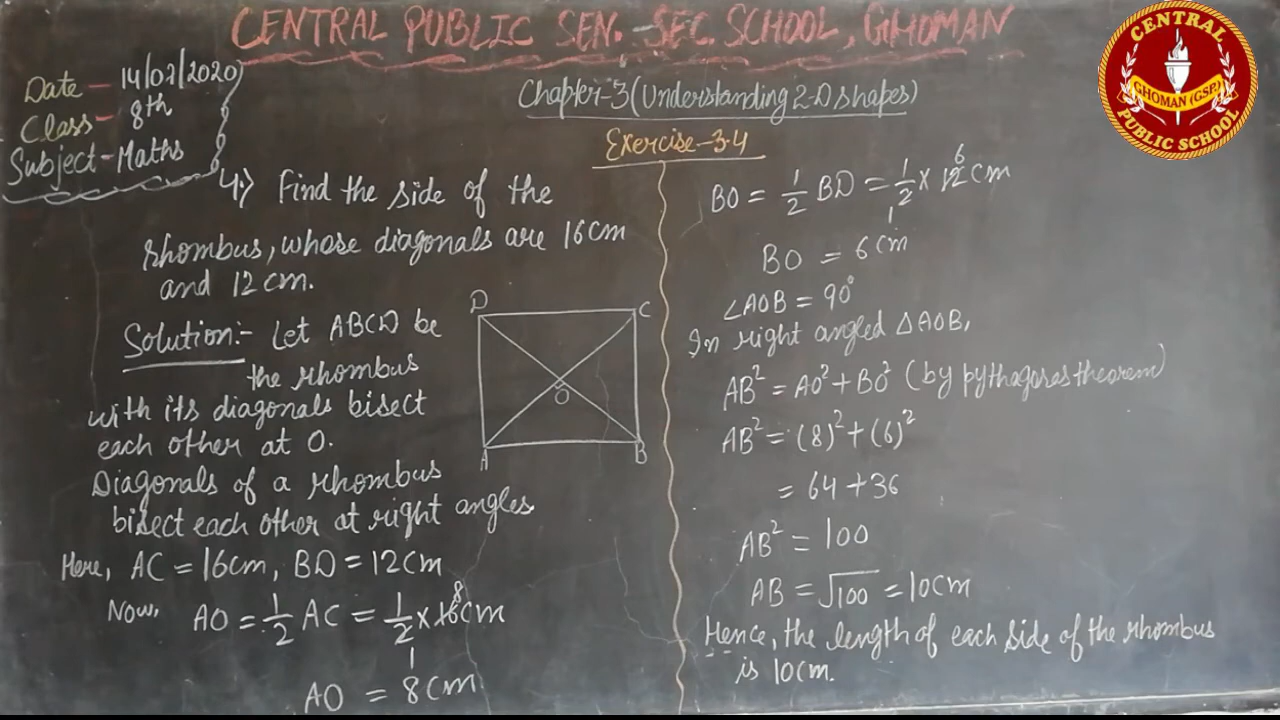 CENTRAL PUBLIC SEN. SEC. SCHOOL, GHOMAN
CENTRAL
GHOMAN (GSP)
PUBLIC SCHOOL
Date - 14/07/2020
Class - 8th
Subject - Maths
Chapter-3 (Understanding 2-D shapes)
Exercise-3.4
4.) Find the side of the
rhombus, whose diagonals are 16cm
and 12cm.
Solution:- Let ABCD be
the rhombus
with its diagonals bisect
each other at O.
Diagonals of a rhombus
bisect each other at right angles
Here, AC = 16cm, BD = 12cm
Now, AO = 1/2 AC = 1/2 × 16 cm
8
1
AO = 8cm
D C
O
A B
BO = 1/2 BD = 1/2 × 12 cm
6
1
BO = 6cm
∠AOB = 90°
In right angled ΔAOB,
AB² = AO² + BO² (by pythagoras theorem)
AB² = (8)² + (6)²
= 64 + 36
AB² = 100
AB = √100 = 10cm
Hence, the length of each side of the rhombus
is 10cm.